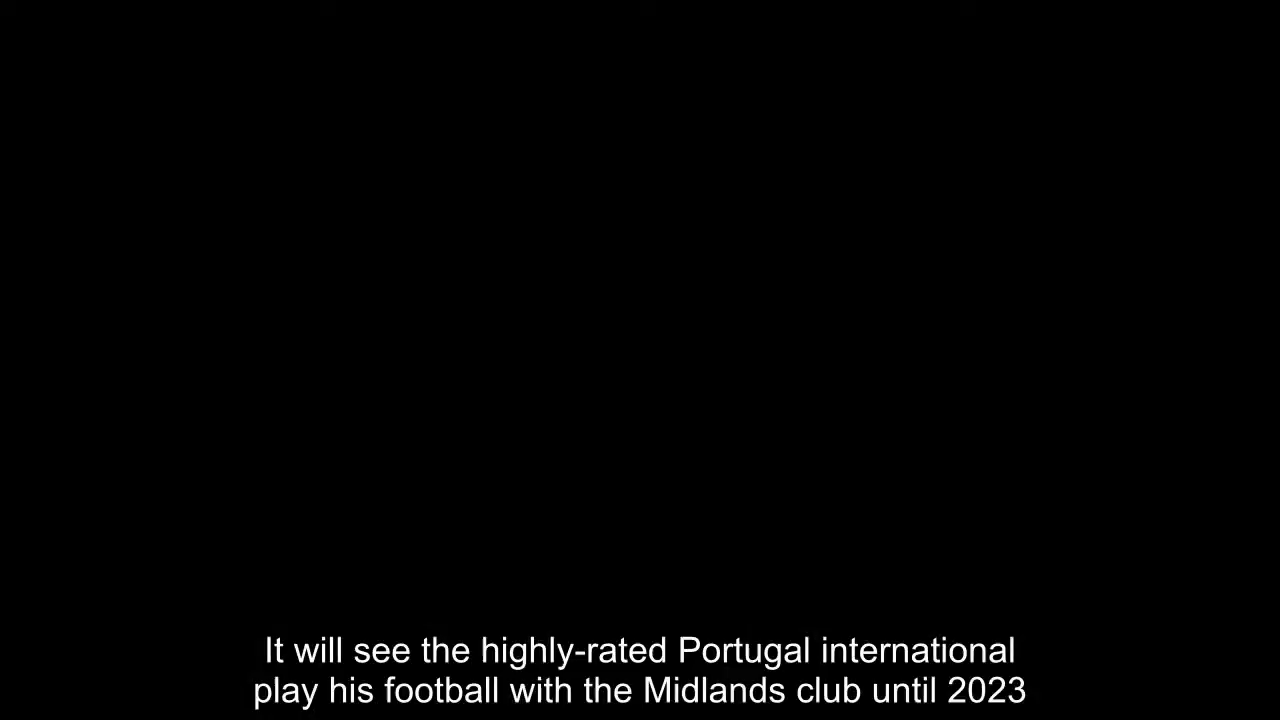 It will see the highly-rated Portugal international
play his football with the Midlands club until 2023